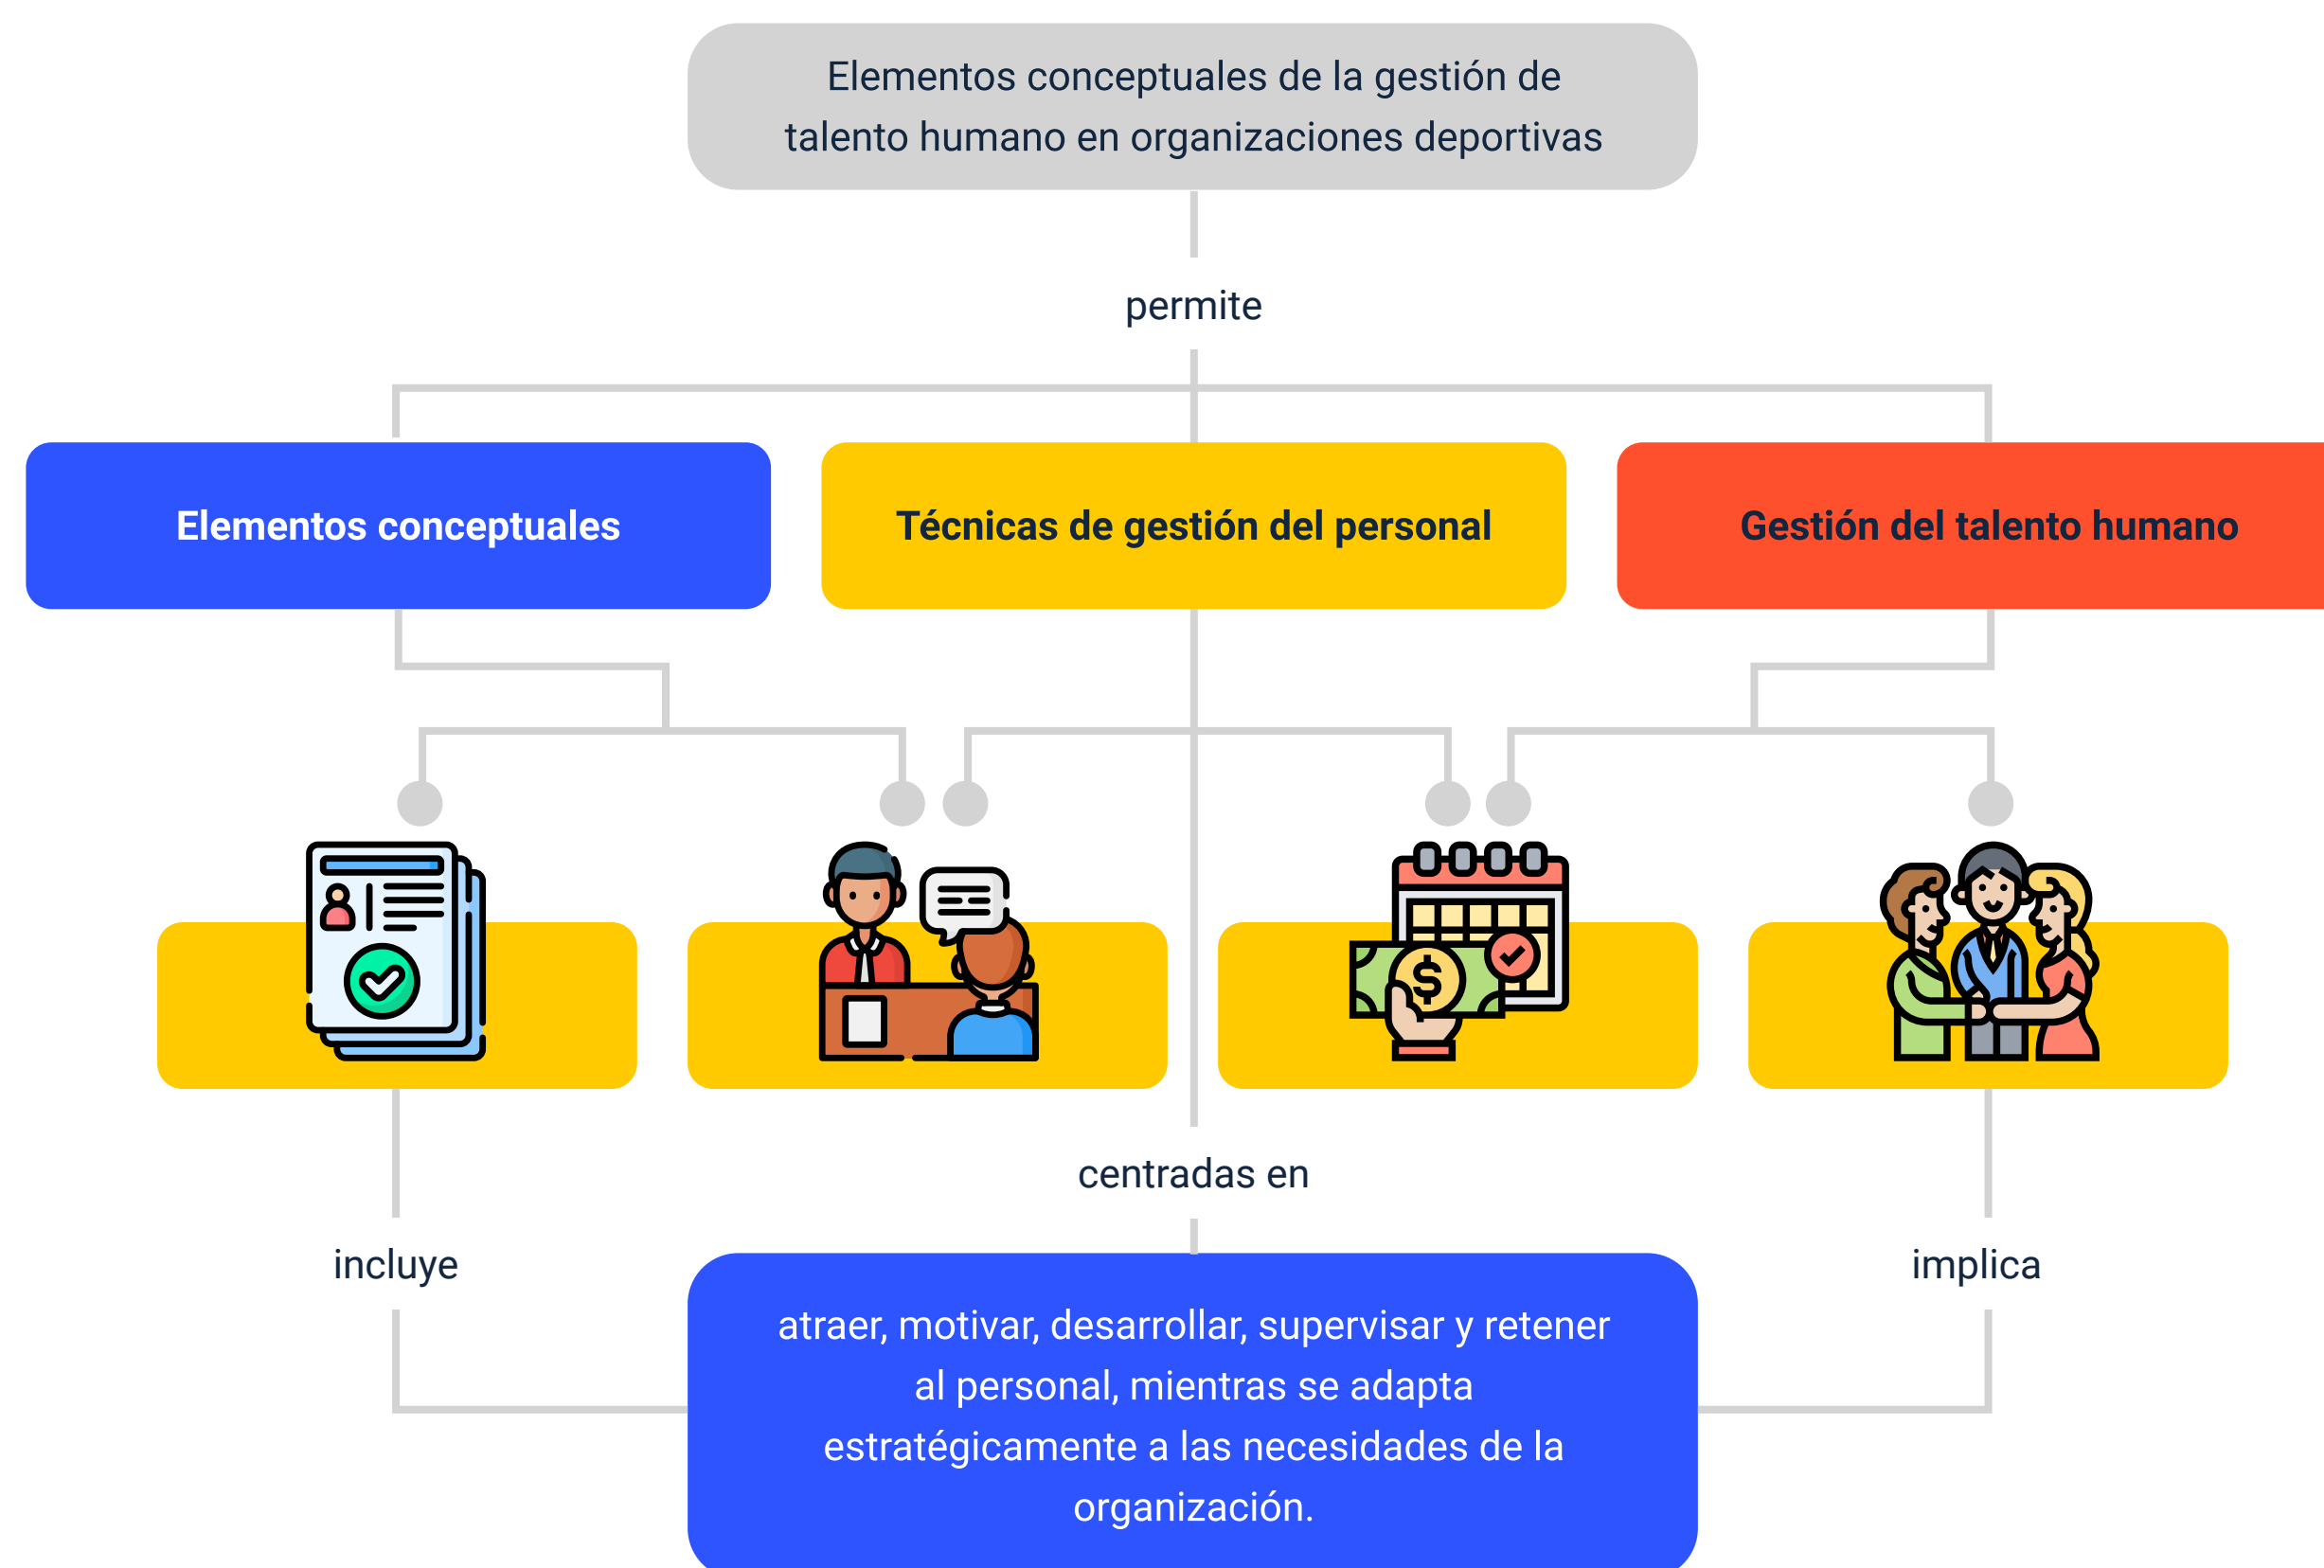 Elementos conceptuales de la gestión de
talento humano en organizaciones deportivas
permite
Elementos conceptuales
Técnicas de gestión del personal
Gestión del talento humano
centradas en
incluye
implica
atraer, motivar, desarrollar, supervisar y retener
al personal, mientras se adapta
estratégicamente a las necesidades de la
organización.